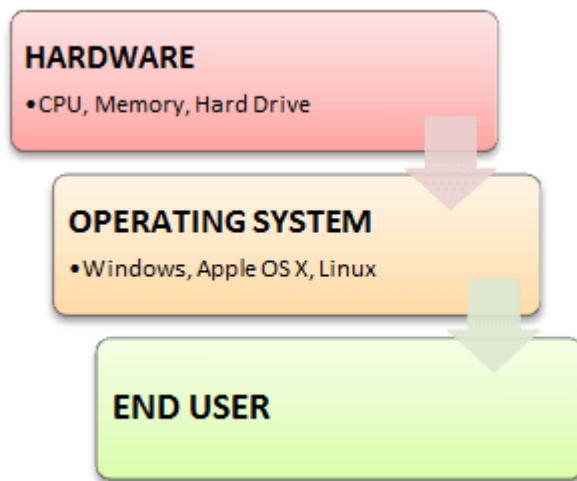 HARDWARE
•CPU, Memory, Hard Drive
OPERATING SYSTEM
•Windows, Apple OS X, Linux
END USER